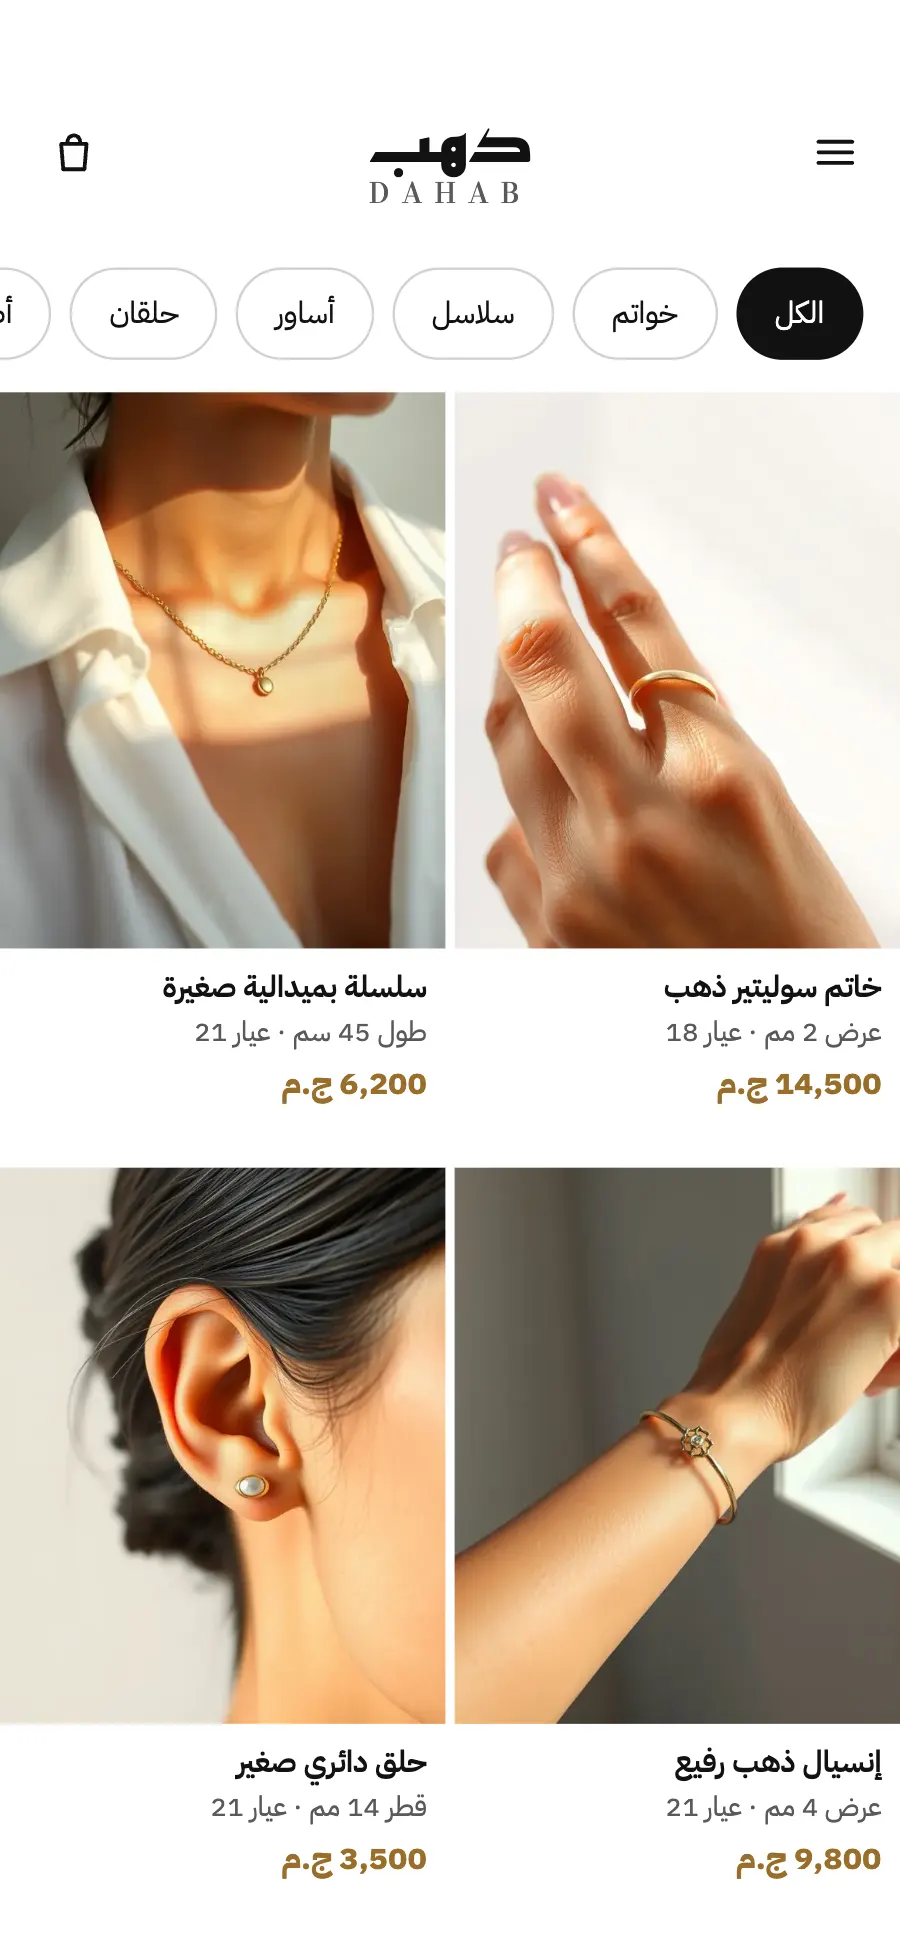 ذهب
DAHAB
الكل
خواتم
سلاسل
أساور
حلقان
خاتم سوليتير ذهب
عرض 2 مم · عيار 18
14,500 ج.م
سلسلة بميدالية صغيرة
طول 45 سم · عيار 21
6,200 ج.م
إنسيال ذهب رفيع
عرض 4 مم · عيار 21
9,800 ج.م
حلق دائري صغير
قطر 14 مم · عيار 21
3,500 ج.م